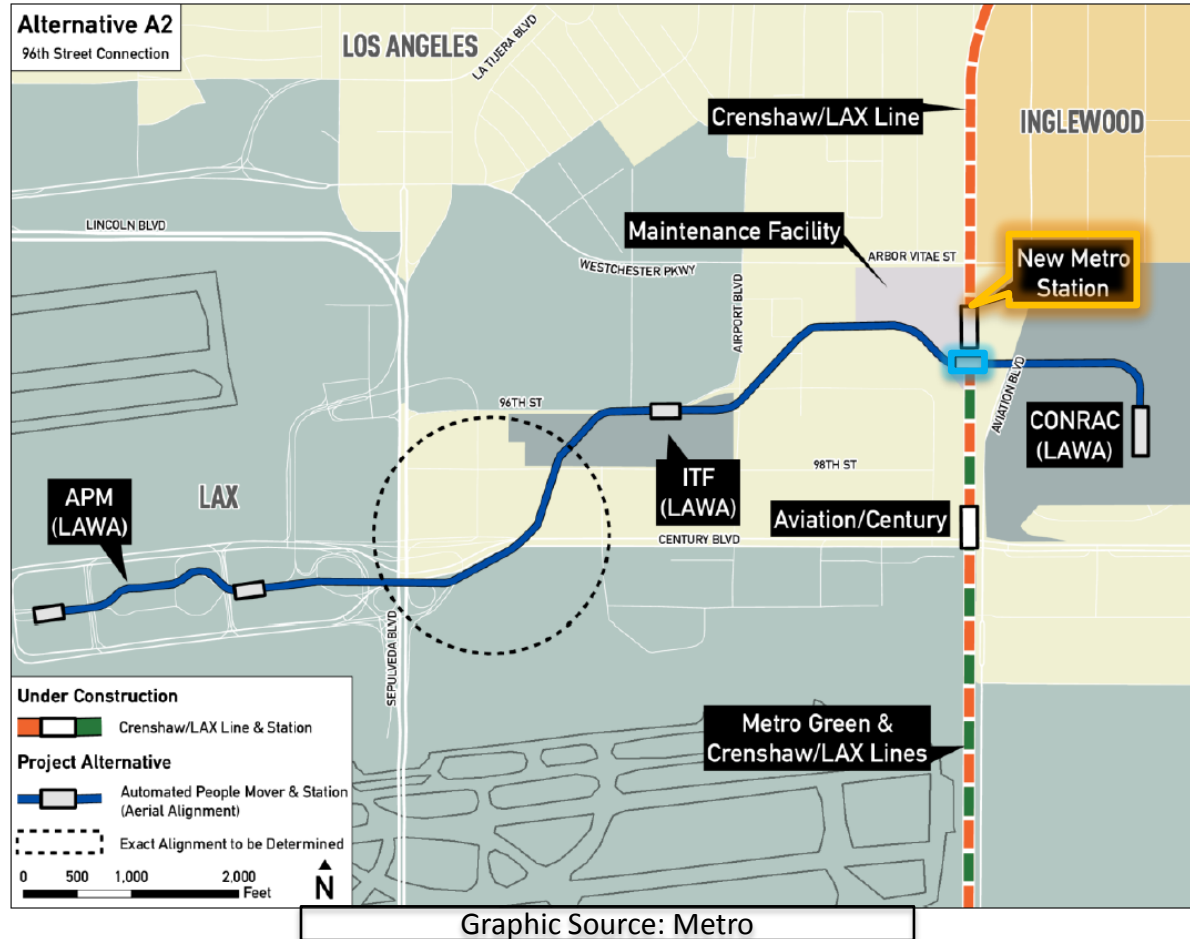 Alternative A2
96th Street Connection
LOS ANGELES
LA TIJERA BLVD
Crenshaw/LAX Line
INGLEWOOD
LINCOLN BLVD
Maintenance Facility
WESTCHESTER PKWY
ARBOR VITAE ST
New Metro
Station
AIRPORT BLVD
AVIATION BLVD
96TH ST
CONRAC
(LAWA)
ITF
(LAWA)
98TH ST
APM
(LAWA)
LAX
Aviation/Century
CENTURY BLVD
SEPULVEDA BLVD
Metro Green &
Crenshaw/LAX Lines
Under Construction
Crenshaw/LAX Line & Station
Project Alternative
Automated People Mover & Station
(Aerial Alignment)
Exact Alignment to be Determined
0 500 1,000 2,000
Feet
N
Graphic Source: Metro